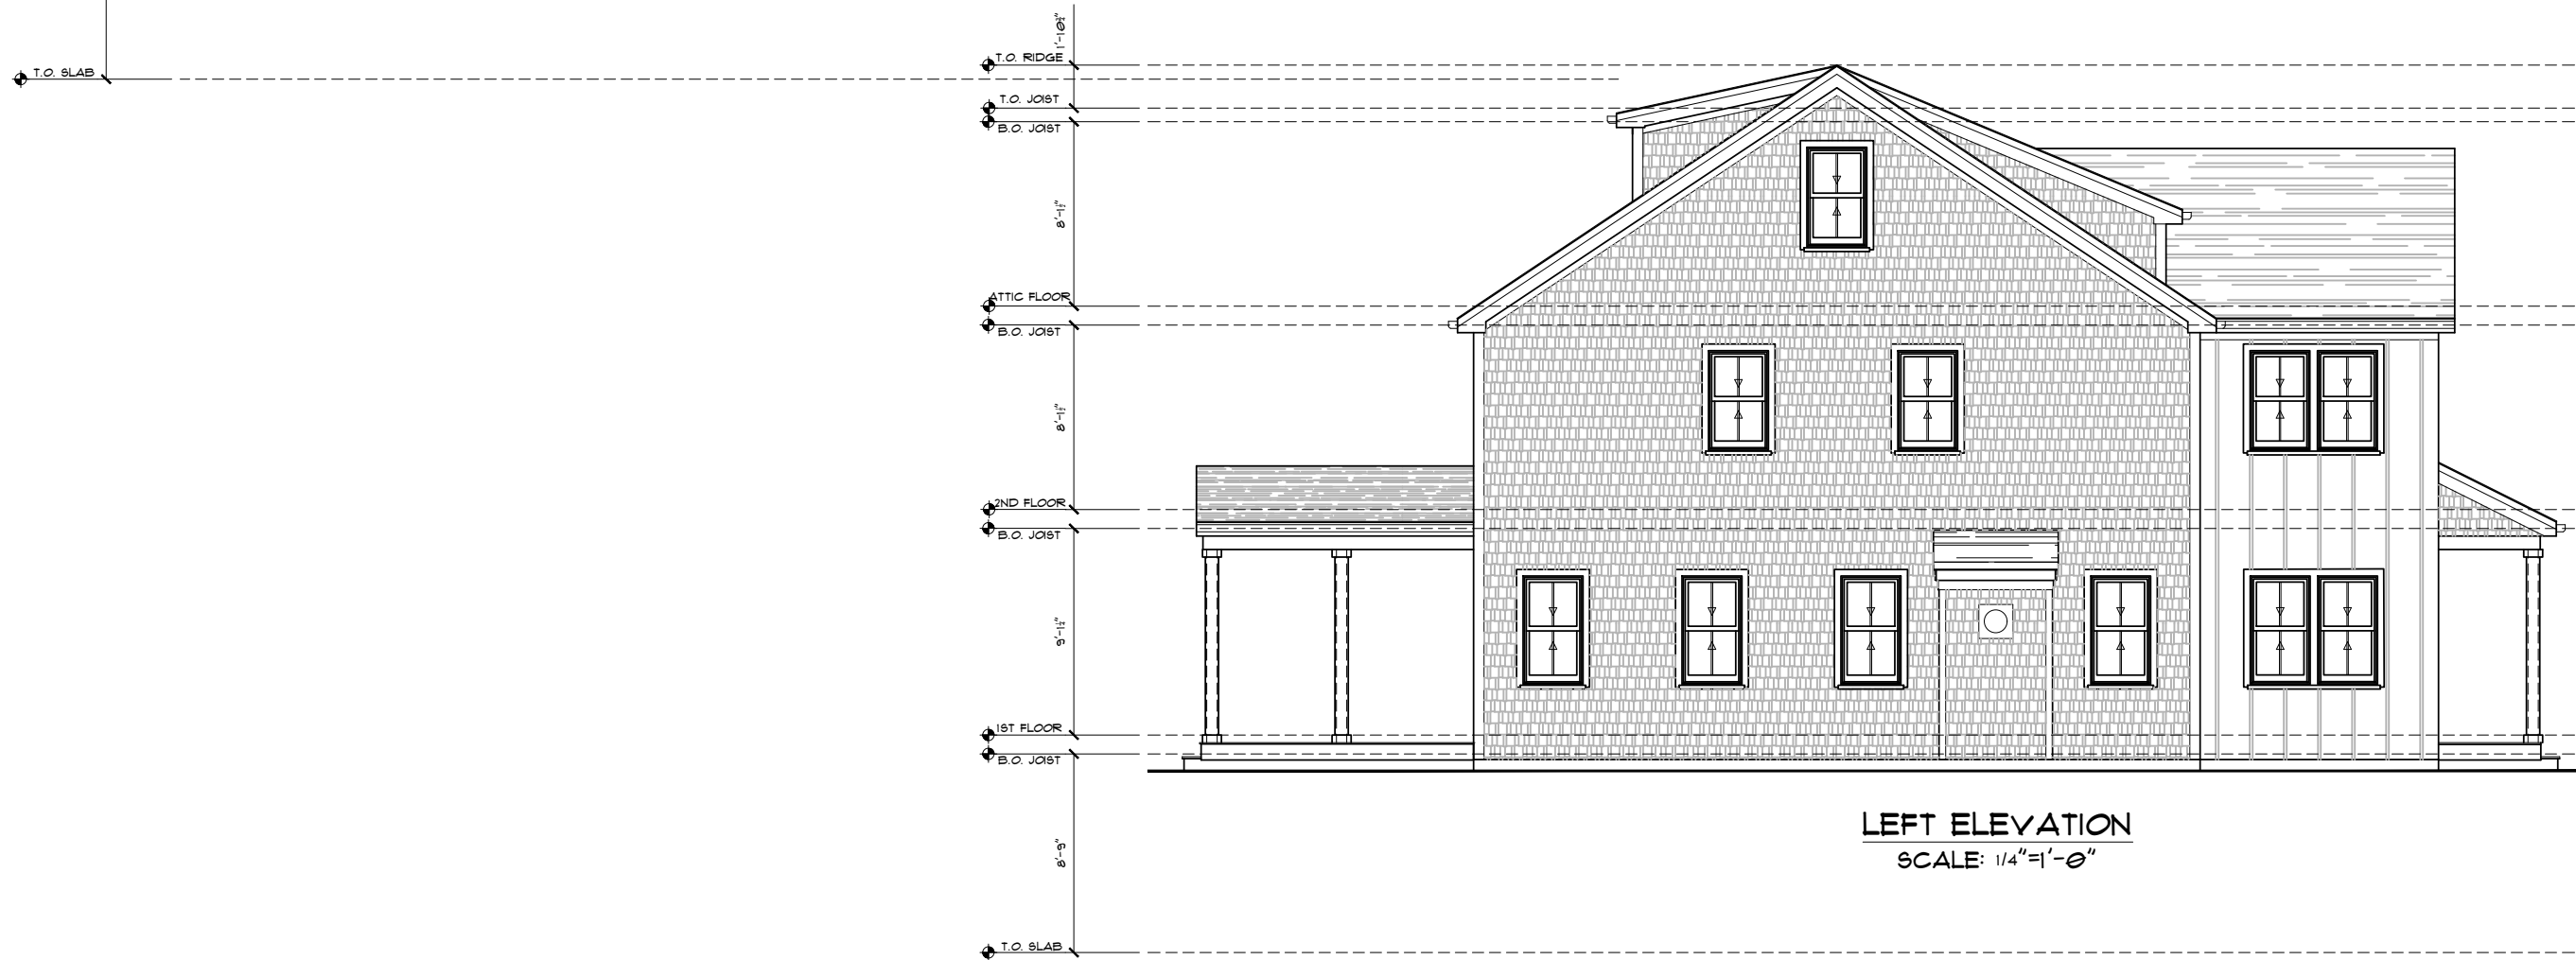 1'-10¾"
T.O. RIDGE
T.O. SLAB
T.O. JOIST
B.O. JOIST
8'-1½"
ATTIC FLOOR
B.O. JOIST
8'-1½"
2ND FLOOR
B.O. JOIST
9'-1½"
1ST FLOOR
B.O. JOIST
LEFT ELEVATION
SCALE: 1/4"=1'-0"
8'-9"
T.O. SLAB